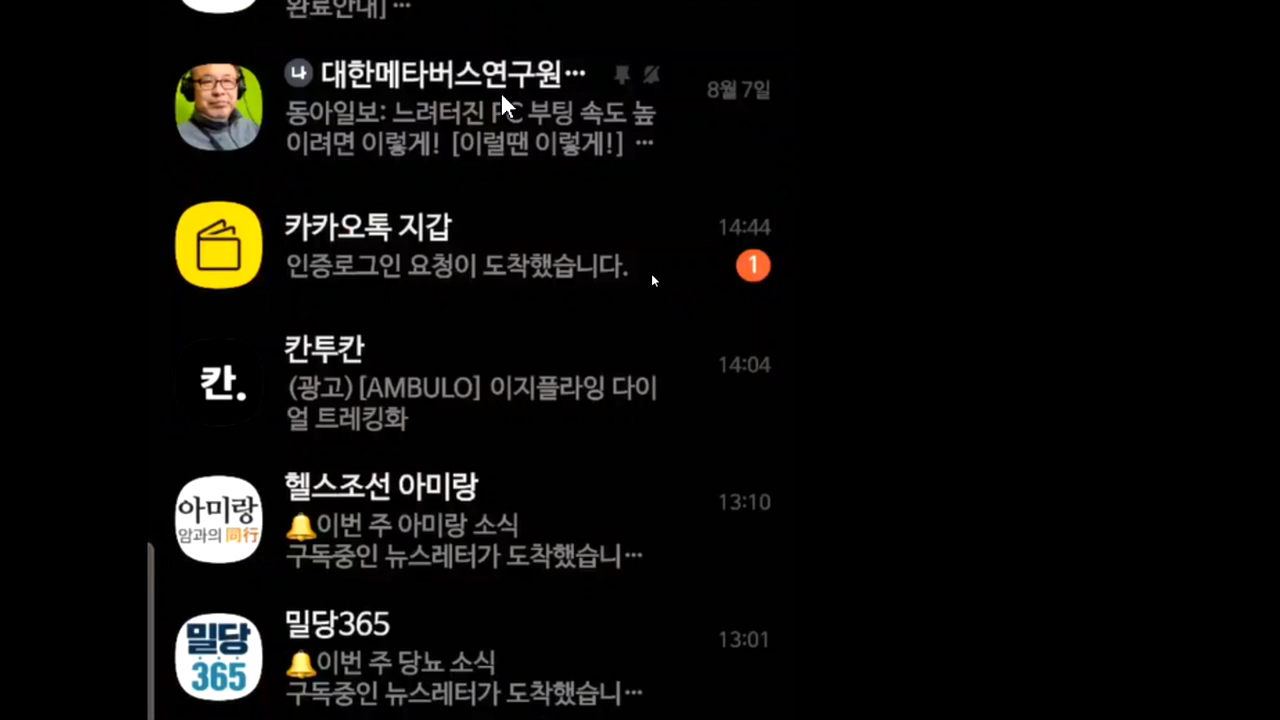 완료안내] ···
나 대한메타버스연구원···
8월 7일
동아일보: 느려터진 PC 부팅 속도 높
이려면 이렇게! [이럴땐 이렇게!] ···
카카오톡 지갑
14:44
인증로그인 요청이 도착했습니다.
1
칸투칸
칸.
14:04
(광고) [AMBULO] 이지플라잉 다이
얼 트레킹화
헬스조선 아미랑
아미랑
암과의 同行
13:10
🔔이번 주 아미랑 소식
구독중인 뉴스레터가 도착했습니···
밀당365
밀당
365
13:01
🔔이번 주 당뇨 소식
구독중인 뉴스레터가 도착했습니···